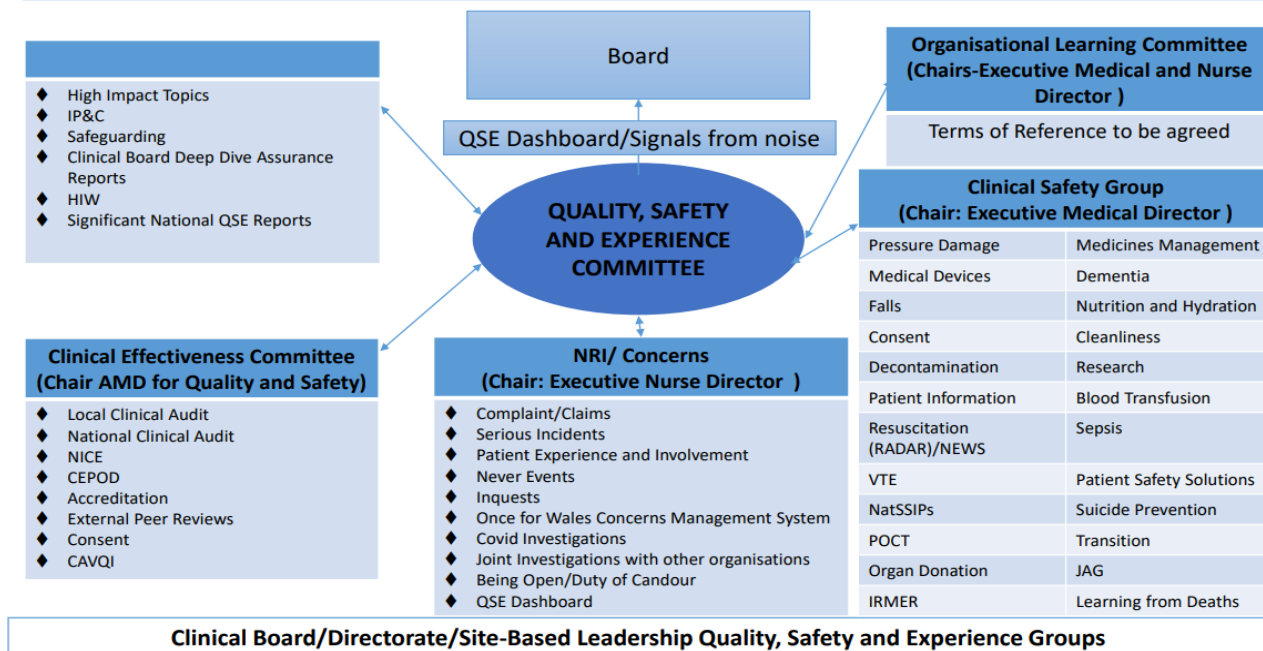 Board
QSE Dashboard/Signals from noise
QUALITY, SAFETY
AND EXPERIENCE
COMMITTEE
♦ High Impact Topics
♦ IP&C
♦ Safeguarding
♦ Clinical Board Deep Dive Assurance
Reports
♦ HIW
♦ Significant National QSE Reports
Organisational Learning Committee
(Chairs-Executive Medical and Nurse
Director )
Terms of Reference to be agreed
Clinical Safety Group
(Chair: Executive Medical Director )
Pressure Damage Medicines Management
Medical Devices Dementia
Falls Nutrition and Hydration
Consent Cleanliness
Decontamination Research
Patient Information Blood Transfusion
Resuscitation Sepsis
(RADAR)/NEWS
VTE Patient Safety Solutions
NatSSIPs Suicide Prevention
POCT Transition
Organ Donation JAG
IRMER Learning from Deaths
Clinical Effectiveness Committee
(Chair AMD for Quality and Safety)
♦ Local Clinical Audit
♦ National Clinical Audit
♦ NICE
♦ CEPOD
♦ Accreditation
♦ External Peer Reviews
♦ Consent
♦ CAVQI
NRI/ Concerns
(Chair: Executive Nurse Director )
♦ Complaint/Claims
♦ Serious Incidents
♦ Patient Experience and Involvement
♦ Never Events
♦ Inquests
♦ Once for Wales Concerns Management System
♦ Covid Investigations
♦ Joint Investigations with other organisations
♦ Being Open/Duty of Candour
♦ QSE Dashboard
Clinical Board/Directorate/Site-Based Leadership Quality, Safety and Experience Groups